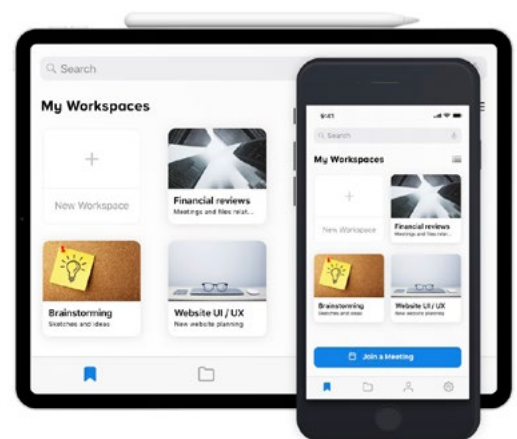 Search
My Workspaces
New Workspace
Financial reviews
Meetings and files relat...
Brainstorming
Sketches and ideas
Website UI / UX
New website planning
9:41
Search
My Workspaces
New Workspace
Financial reviews
Meetings and files relat...
Brainstorming
Sketches and ideas
Website UI / UX
New website planning
Join a Meeting